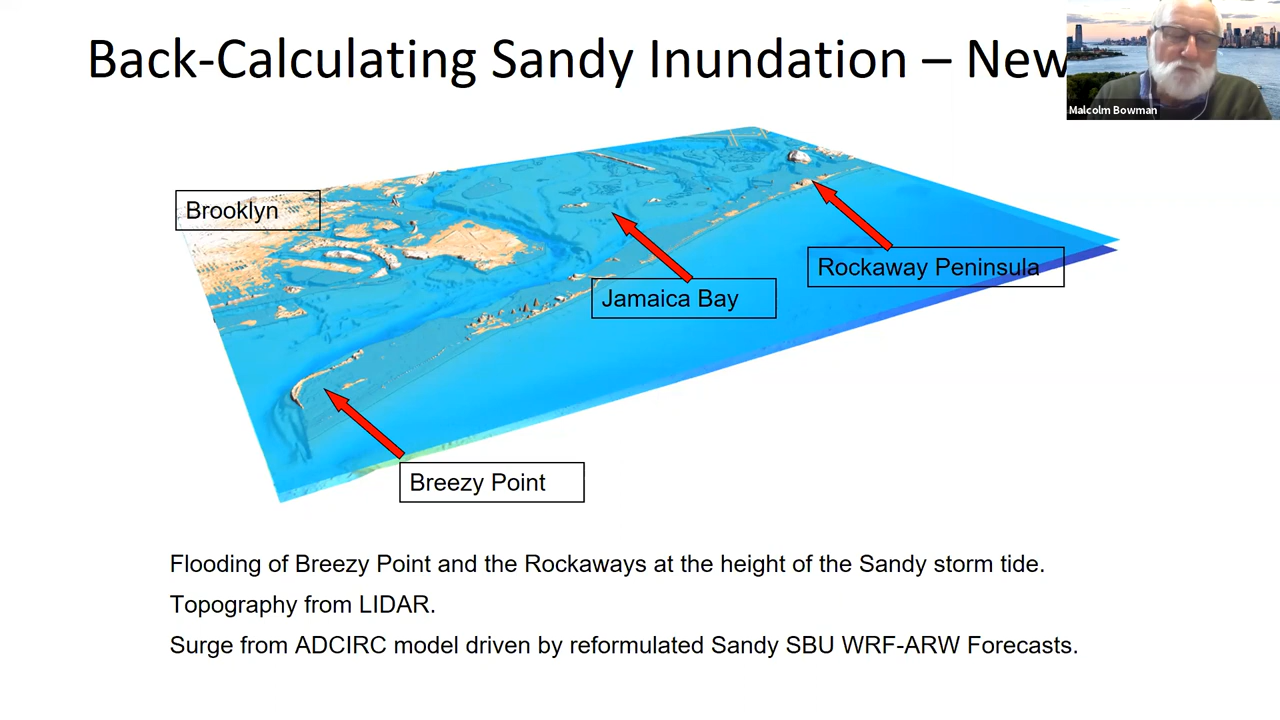 Back-Calculating Sandy Inundation – New
Malcolm Bowman
Brooklyn
Rockaway Peninsula
Jamaica Bay
Breezy Point
Flooding of Breezy Point and the Rockaways at the height of the Sandy storm tide.
Topography from LIDAR.
Surge from ADCIRC model driven by reformulated Sandy SBU WRF-ARW Forecasts.